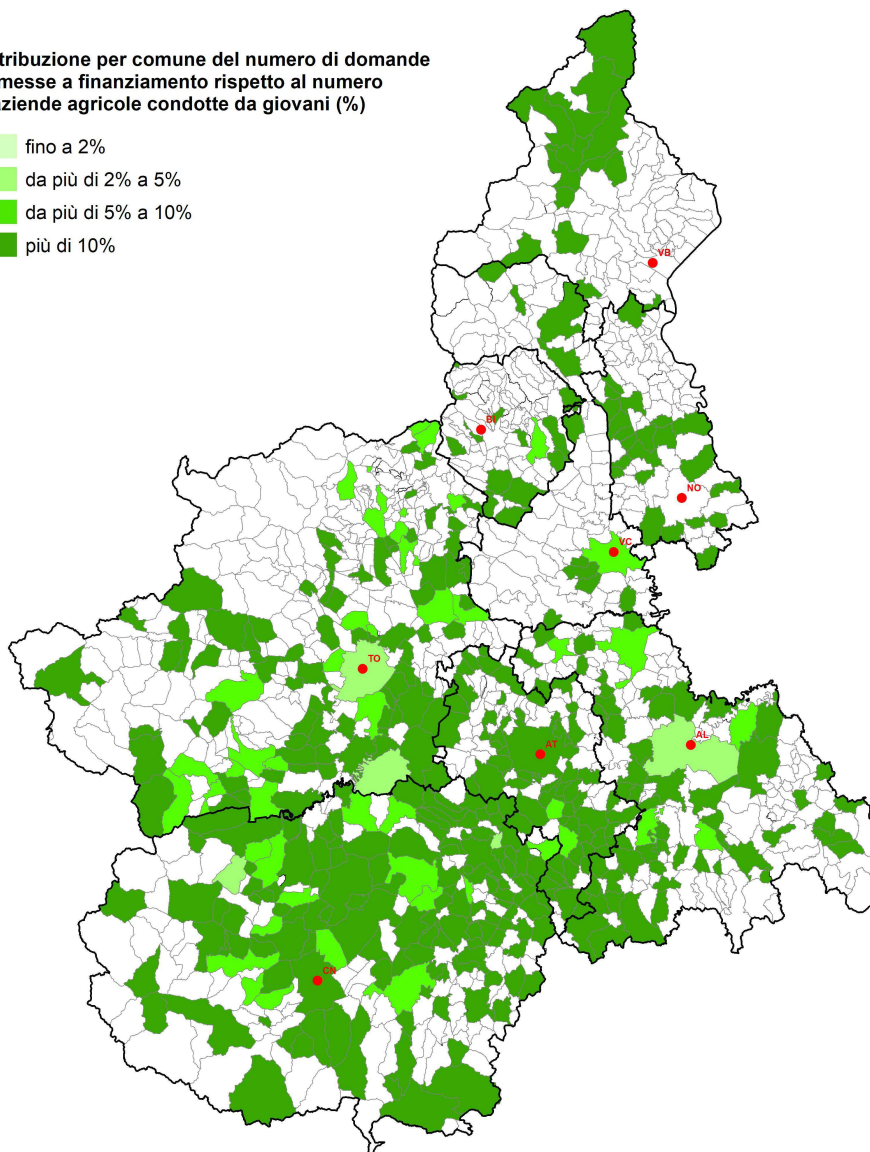 tribuzione per comune del numero di domande
messe a finanziamento rispetto al numero
aziende agricole condotte da giovani (%)
fino a 2%
da più di 2% a 5%
da più di 5% a 10%
più di 10%
VB
BI
NO
VC
TO
AL
AT
CN